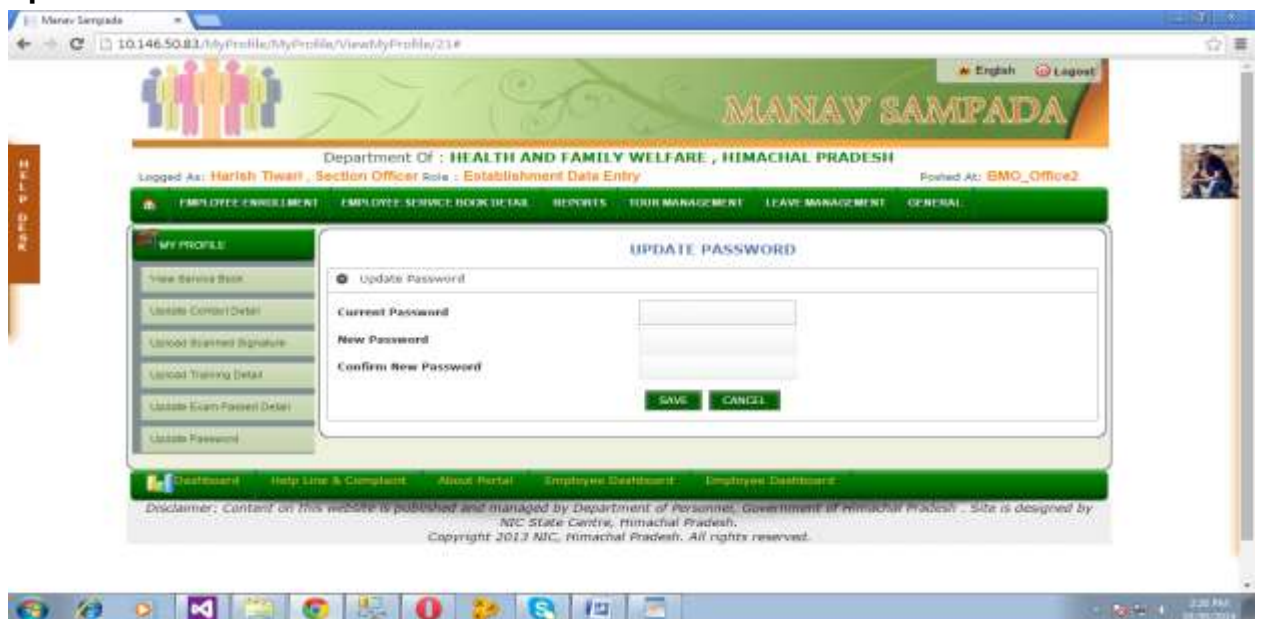 Manav Sampada
10.146.50.83/MyProfile/MyProfile/ViewMyProfile/21#
English Logout
MANAV SAMPADA
Department Of : HEALTH AND FAMILY WELFARE , HIMACHAL PRADESH
Logged As: Harish Tiwari , Section Officer Role : Establishment Data Entry Posted At: BMO_Office2
HELP DESK
EMPLOYEE ENROLLMENT EMPLOYEE SERVICE BOOK DETAIL REPORTS TOUR MANAGEMENT LEAVE MANAGEMENT GENERAL
MY PROFILE
View Service Book
Update Contact Detail
Upload Scanned Signature
Upload Training Detail
Update Exam Passed Detail
Update Password
UPDATE PASSWORD
Update Password
Current Password
New Password
Confirm New Password
SAVE CANCEL
Dashboard Help Line & Complaint About Portal Employee Dashboard Employee Dashboard
Disclaimer: Content on this website is published and managed by Department of Personnel, Government of Himachal Pradesh . Site is designed by
NIC State Centre, Himachal Pradesh.
Copyright 2013 NIC, Himachal Pradesh. All rights reserved.